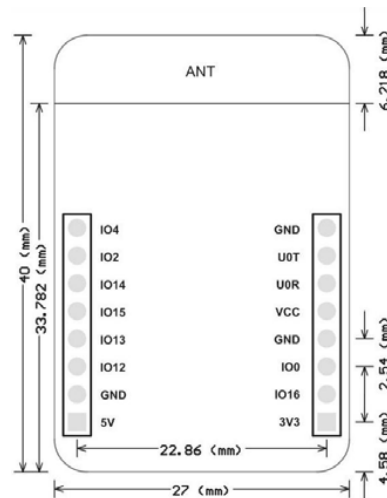 ANT
6.218 (mm)
40 (mm)
33.782 (mm)
IO4 GND
IO2 U0T
IO14 U0R
IO15 VCC
IO13 GND
IO12 IO0
GND IO16
5V 3V3
2.54 (mm)
22.86 (mm)
4.58 (mm)
27 (mm)